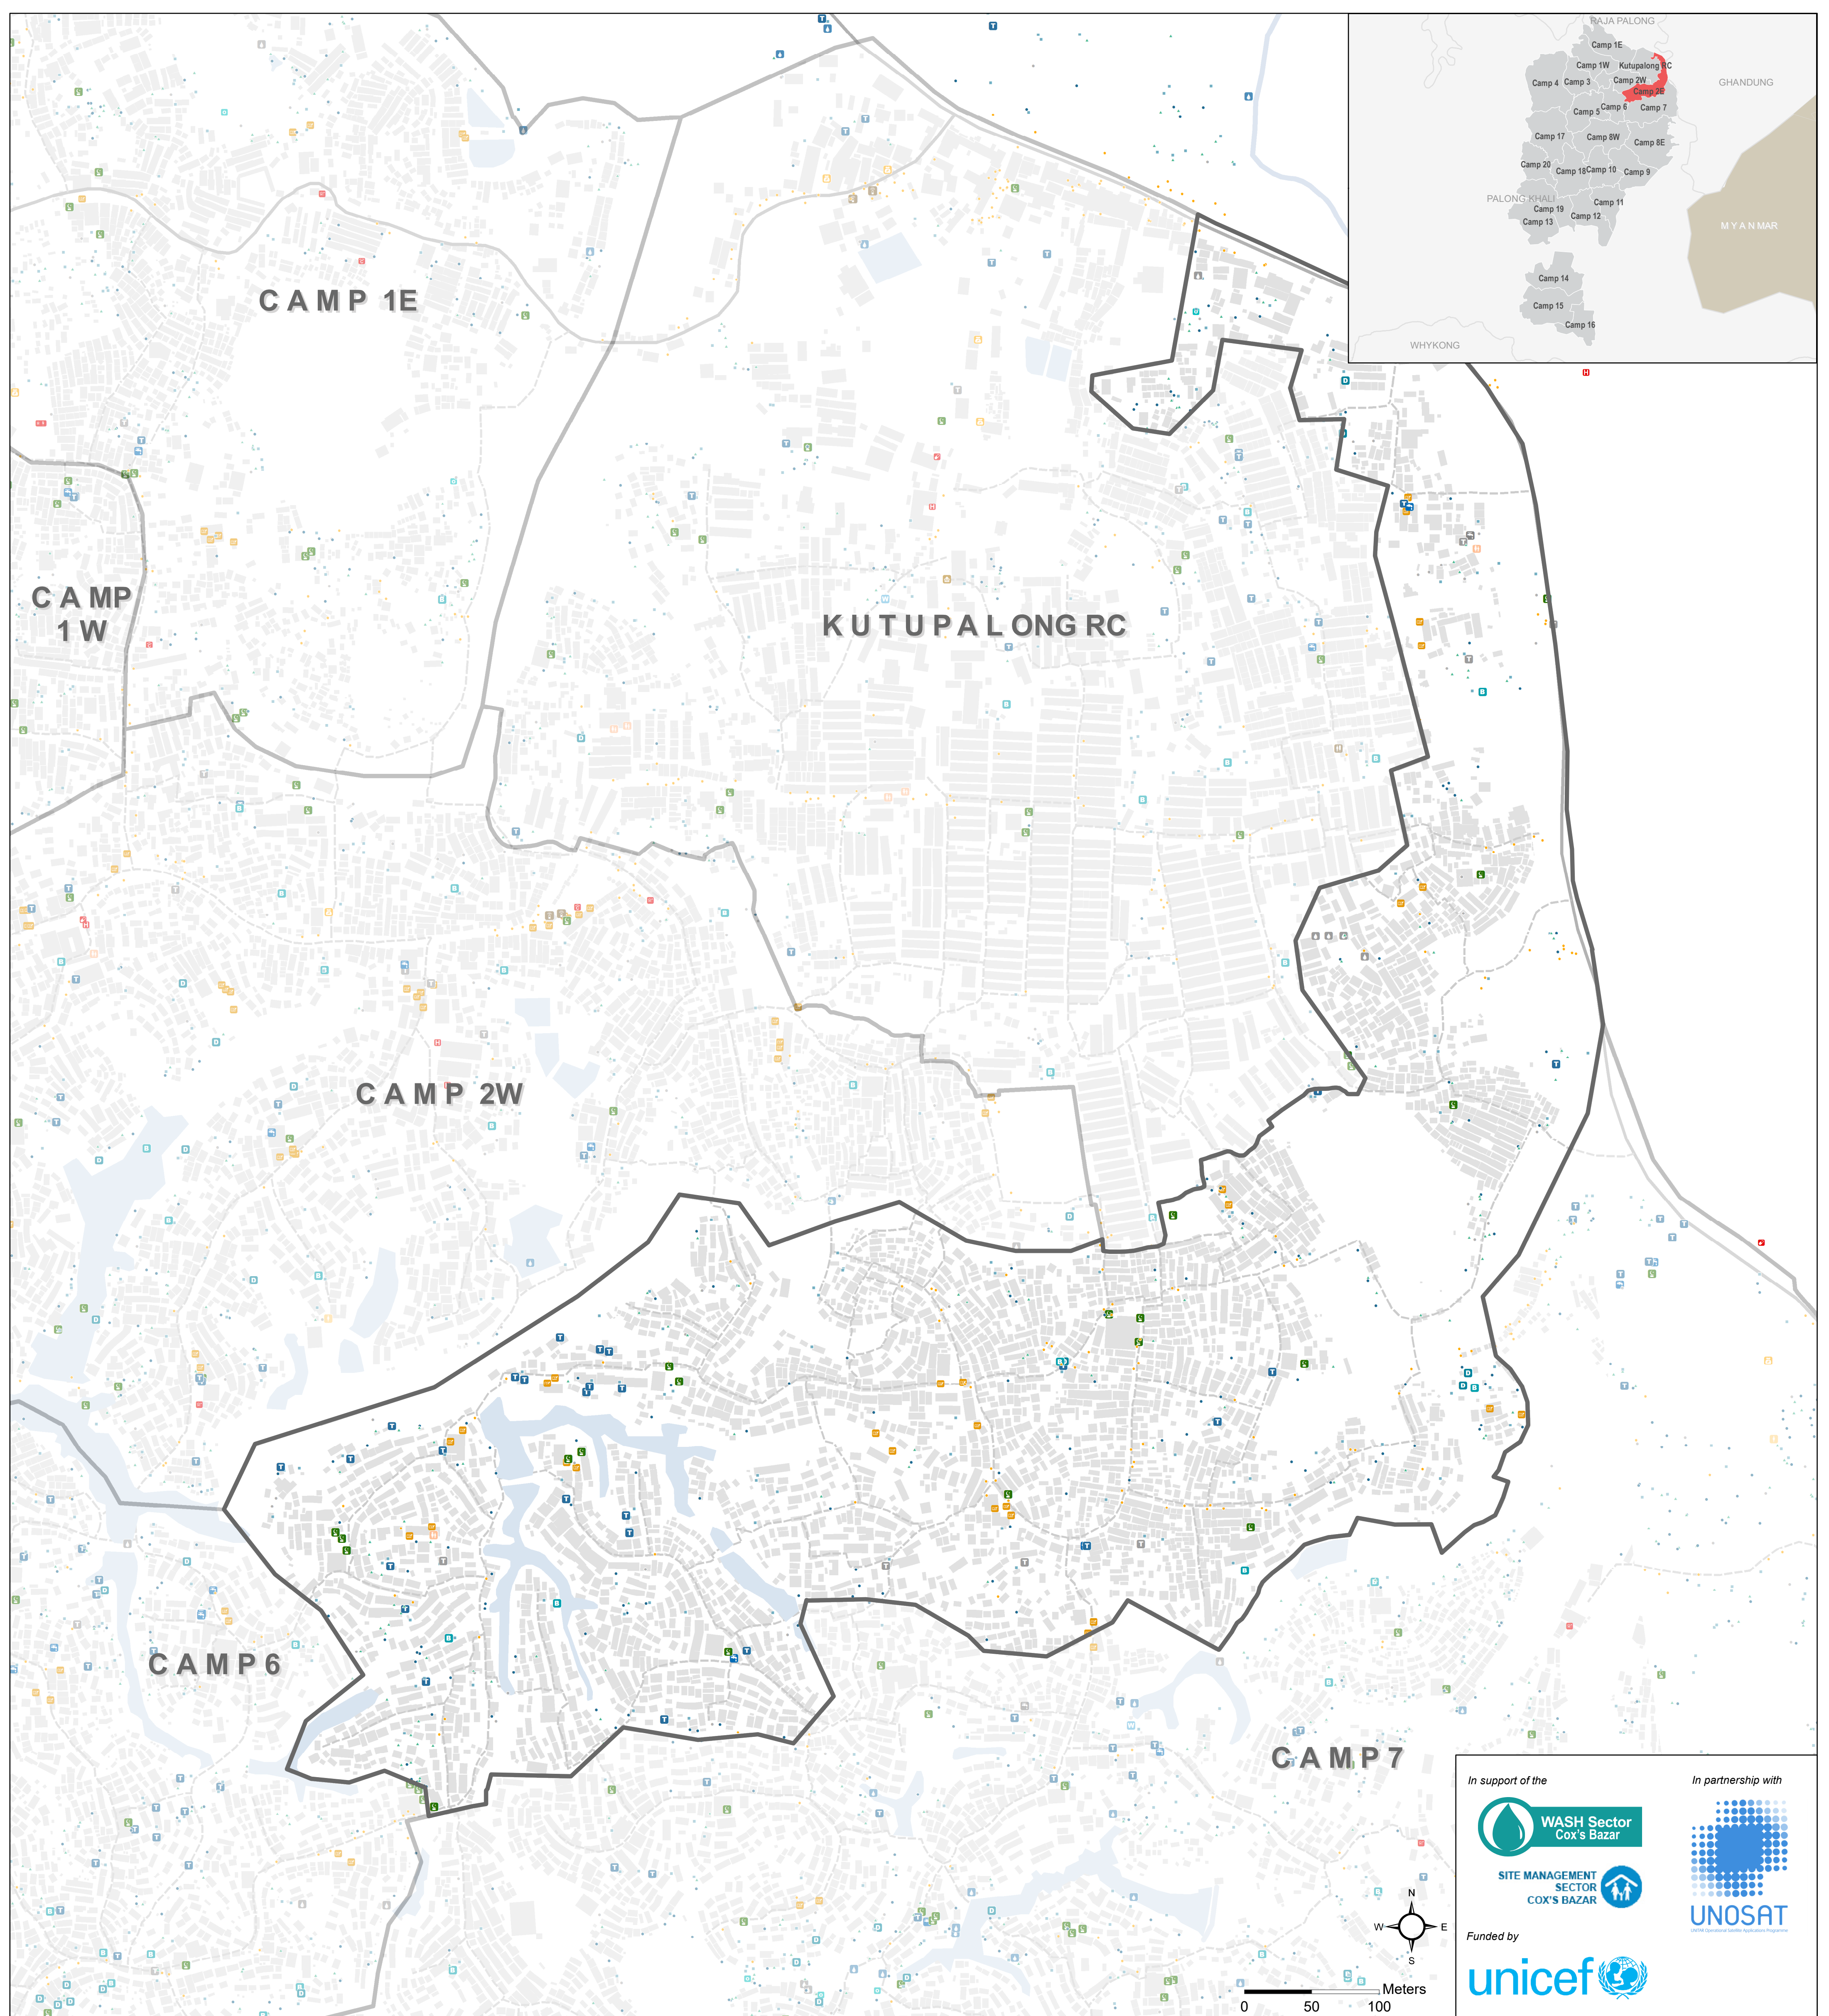 RAJA PALONG
Camp 1E
Camp 1W
Kutupalong RC
Camp 4
Camp 3
Camp 2W
GHANDUNG
Camp 2E
Camp 5
Camp 6
Camp 7
Camp 17
Camp 8W
Camp 8E
Camp 20
Camp 18
Camp 10
Camp 9
PALONG KHALI
Camp 11
Camp 19
Camp 13
Camp 12
MYANMAR
Camp 14
Camp 15
Camp 16
WHYKONG
CAMP 1E
CAMP
1 W
KUTUPALONG RC
CAMP 2W
CAMP 6
CAMP 7
In support of the
In partnership with
WASH Sector
Cox's Bazar
SITE MANAGEMENT
SECTOR
COX'S BAZAR
UNOSAT
Funded by
unicef
N
W
E
S
Meters
0 50 100